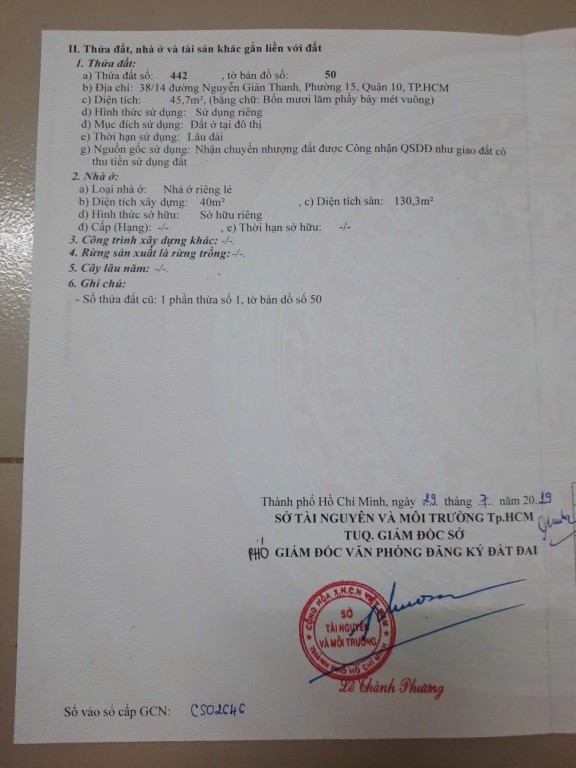 II. Thửa đất, nhà ở và tài sản khác gắn liền với đất
1. Thửa đất:
a) Thửa đất số: 442 , tờ bản đồ số: 50
b) Địa chỉ: 38/14 đường Nguyễn Giản Thanh, Phường 15, Quận 10, TP.HCM
c) Diện tích: 45,7m², (bằng chữ: Bốn mươi lăm phẩy bảy mét vuông)
d) Hình thức sử dụng: Sử dụng riêng
đ) Mục đích sử dụng: Đất ở tại đô thị
e) Thời hạn sử dụng: Lâu dài
g) Nguồn gốc sử dụng: Nhận chuyển nhượng đất được Công nhận QSDĐ như giao đất có
thu tiền sử dụng đất
2. Nhà ở:
a) Loại nhà ở: Nhà ở riêng lẻ
b) Diện tích xây dựng: 40m² , c) Diện tích sàn: 130,3m²
d) Hình thức sở hữu: Sở hữu riêng
đ) Cấp (Hạng): -/- , e) Thời hạn sở hữu: -/-
3. Công trình xây dựng khác: -/-.
4. Rừng sản xuất là rừng trồng: -/-.
5. Cây lâu năm: -/-.
6. Ghi chú:
- Số thửa đất cũ: 1 phần thửa số 1, tờ bản đồ số 50
Thành phố Hồ Chí Minh, ngày 29 tháng 7 năm 2019
SỞ TÀI NGUYÊN VÀ MÔI TRƯỜNG Tp.HCM
TUQ. GIÁM ĐỐC SỞ
PHÓ GIÁM ĐỐC VĂN PHÒNG ĐĂNG KÝ ĐẤT ĐAI
CỘNG HÒA X.H.C.N VIỆT NAM
SỞ
TÀI NGUYÊN
VÀ MÔI TRƯỜNG
THÀNH PHỐ HỒ CHÍ MINH
Lê Thành Phương
Số vào sổ cấp GCN: CS02646